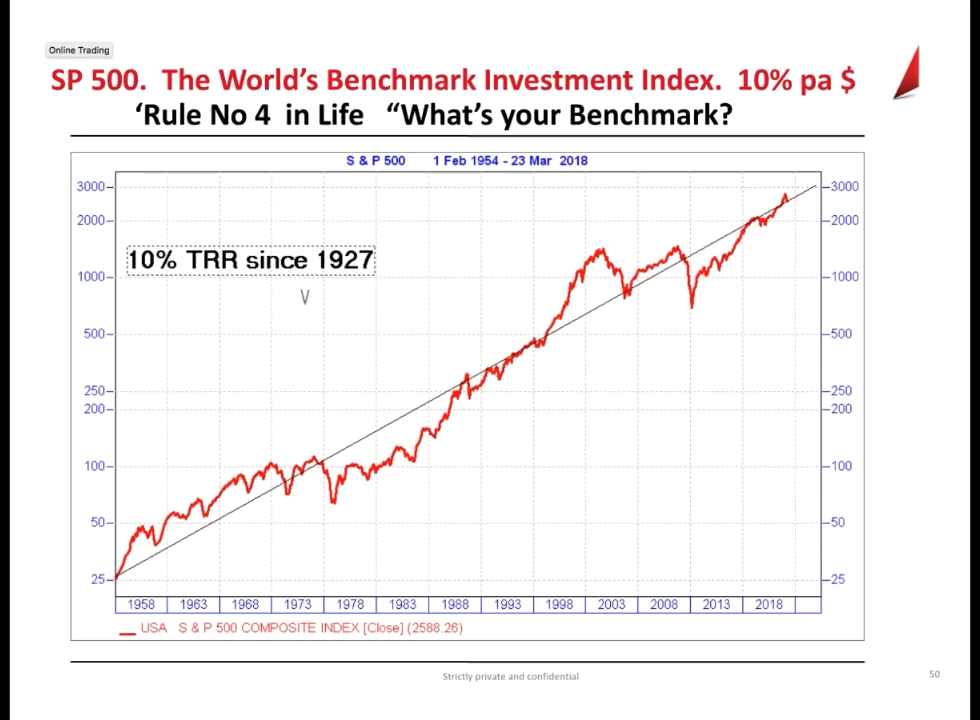 Online Trading
SP 500. The World's Benchmark Investment Index. 10% pa $
‘Rule No 4 in Life “What's your Benchmark?
S & P 500 1 Feb 1954 - 23 Mar 2018
3000 3000
2000 2000
10% TRR since 1927
V
1000 1000
500 500
250 250
200 200
100 100
50 50
25 25
1958 1963 1968 1973 1978 1983 1988 1993 1998 2003 2008 2013 2018
USA S & P 500 COMPOSITE INDEX [Close] (2588.26)
Strictly private and confidential
50